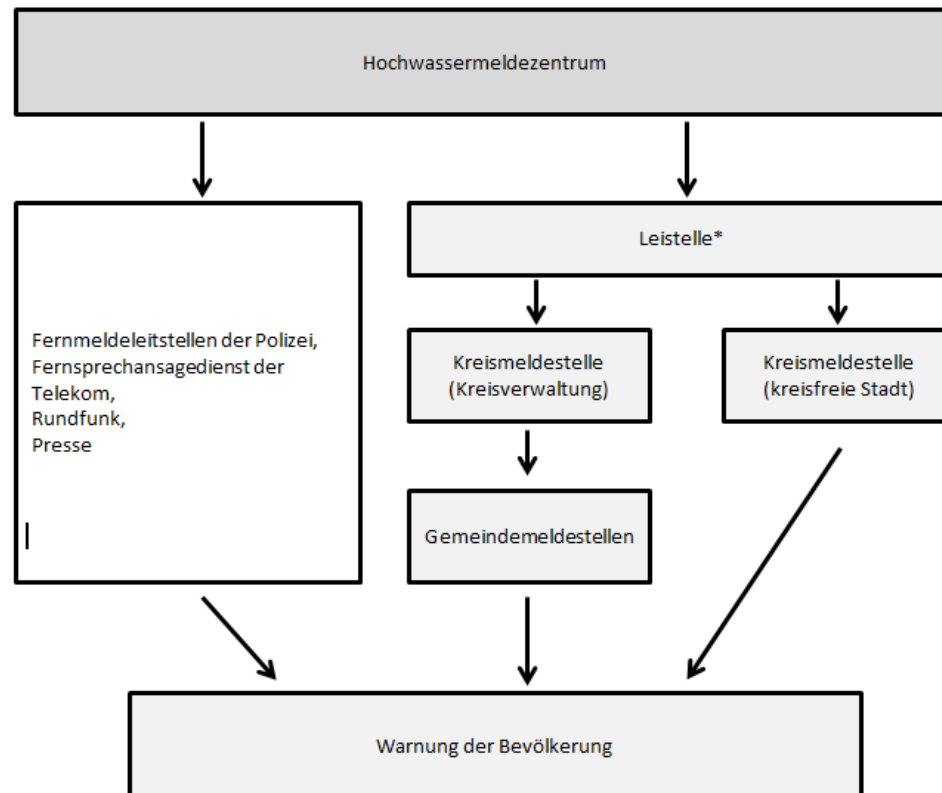 Hochwassermeldezentrum
Leistelle*
Fernmeldeleitstellen der Polizei,
Fernsprechansagedienst der
Telekom,
Rundfunk,
Presse
Kreismeldestelle
(Kreisverwaltung)
Kreismeldestelle
(kreisfreie Stadt)
Gemeindemeldestellen
Warnung der Bevölkerung